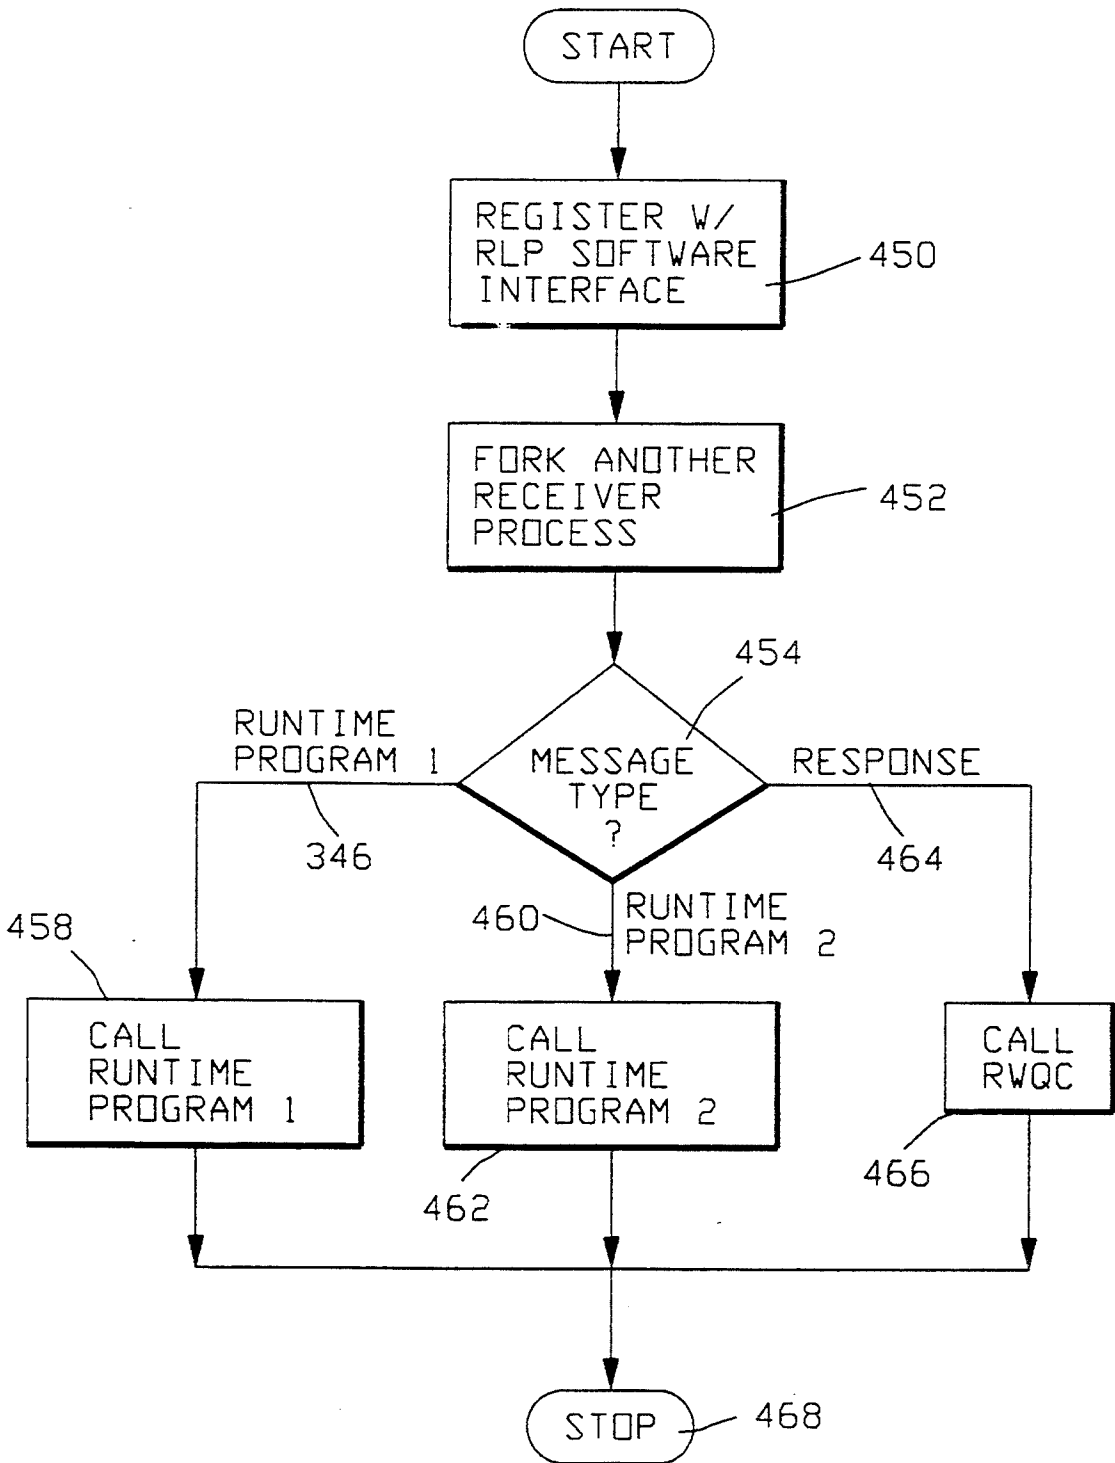 START
REGISTER W/
RLP SOFTWARE
INTERFACE
450
FORK ANOTHER
RECEIVER
PROCESS
452
454
RUNTIME
PROGRAM 1
346
MESSAGE
TYPE
?
RESPONSE
464
460
RUNTIME
PROGRAM 2
458
CALL
RUNTIME
PROGRAM 1
CALL
RUNTIME
PROGRAM 2
462
CALL
RWQC
466
STOP
468